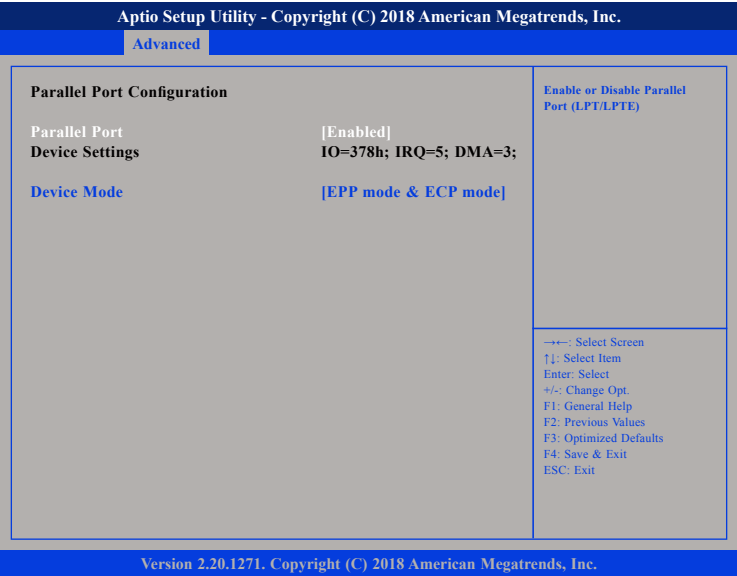 Aptio Setup Utility - Copyright (C) 2018 American Megatrends, Inc.
Advanced
Parallel Port Configuration
Parallel Port [Enabled]
Device Settings IO=378h; IRQ=5; DMA=3;
Device Mode [EPP mode & ECP mode]
Enable or Disable Parallel
Port (LPT/LPTE)
→←: Select Screen
↑↓: Select Item
Enter: Select
+/-: Change Opt.
F1: General Help
F2: Previous Values
F3: Optimized Defaults
F4: Save & Exit
ESC: Exit
Version 2.20.1271. Copyright (C) 2018 American Megatrends, Inc.